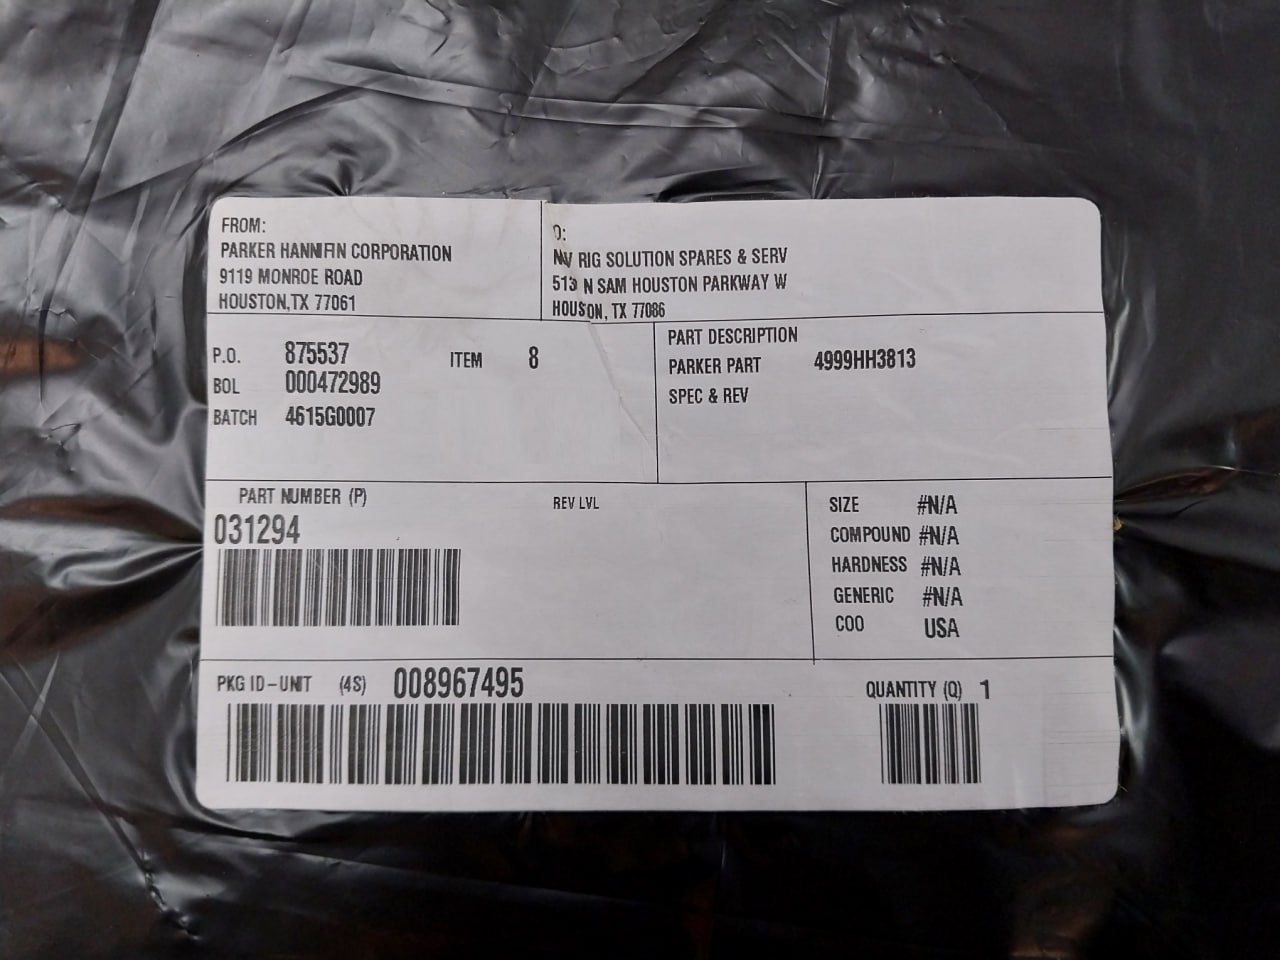 FROM:
PARKER HANNIFIN CORPORATION
9119 MONROE ROAD
HOUSTON,TX 77061
O:
RIG SOLUTION SPARES & SERV
N SAM HOUSTON PARKWAY W
HOUSTON, TX 77086
P.O. 875537 ITEM 8
BOL 000472989
BATCH 4615G0007
PART DESCRIPTION
PARKER PART 4999HH3813
SPEC & REV
PART NUMBER (P) REV LVL
031294
SIZE #N/A
COMPOUND #N/A
HARDNESS #N/A
GENERIC #N/A
COO USA
PKG ID-UNIT (4S) 008967495
QUANTITY (Q) 1